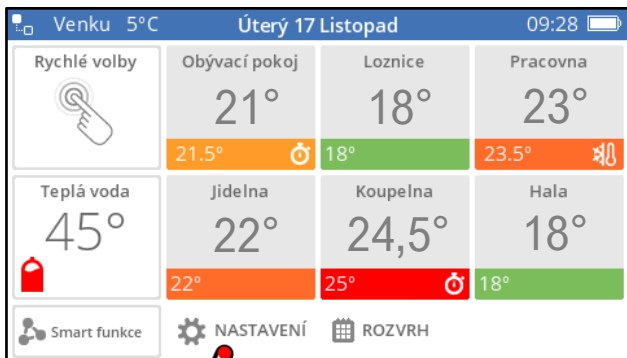 Venku 5°C Úterý 17 Listopad 09:28
Rychlé volby Obývací pokoj Loznice Pracovna
21° 18° 23°
21.5° 18° 23.5°
Teplá voda Jidelna Koupelna Hala
45° 22° 24,5° 18°
22° 25° 18°
Smart funkce NASTAVENÍ ROZVRH